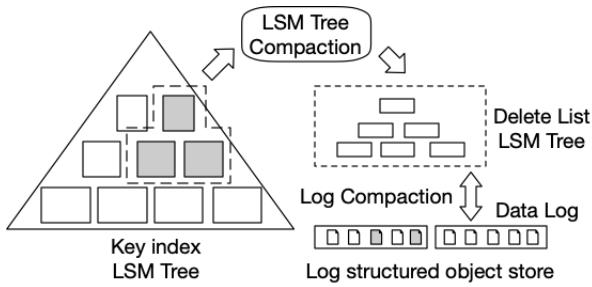 LSM Tree
Compaction
Delete List
LSM Tree
Log Compaction
Data Log
Key index
LSM Tree
Log structured object store